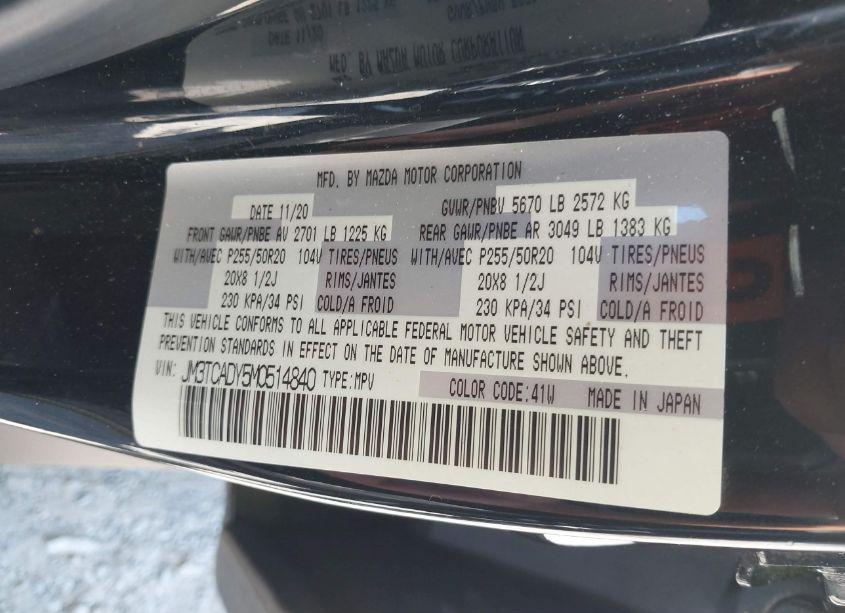 MFD. BY MAZDA MOTOR CORPORATION
DATE 11/20 GVWR/PNBV 5670 LB 2572 KG
FRONT GAWR/PNBE AV 2701 LB 1225 KG REAR GAWR/PNBE AR 3049 LB 1383 KG
WITH/AVEC P255/50R20 104V TIRES/PNEUS WITH/AVEC P255/50R20 104V TIRES/PNEUS
20X8 1/2J RIMS/JANTES 20X8 1/2J RIMS/JANTES
230 KPA/34 PSI COLD/A FROID 230 KPA/34 PSI COLD/A FROID
THIS VEHICLE CONFORMS TO ALL APPLICABLE FEDERAL MOTOR VEHICLE SAFETY AND THEFT
PREVENTION STANDARDS IN EFFECT ON THE DATE OF MANUFACTURE SHOWN ABOVE.
VIN: JM3TCADY5M0514840 TYPE:MPV COLOR CODE:41W MADE IN JAPAN